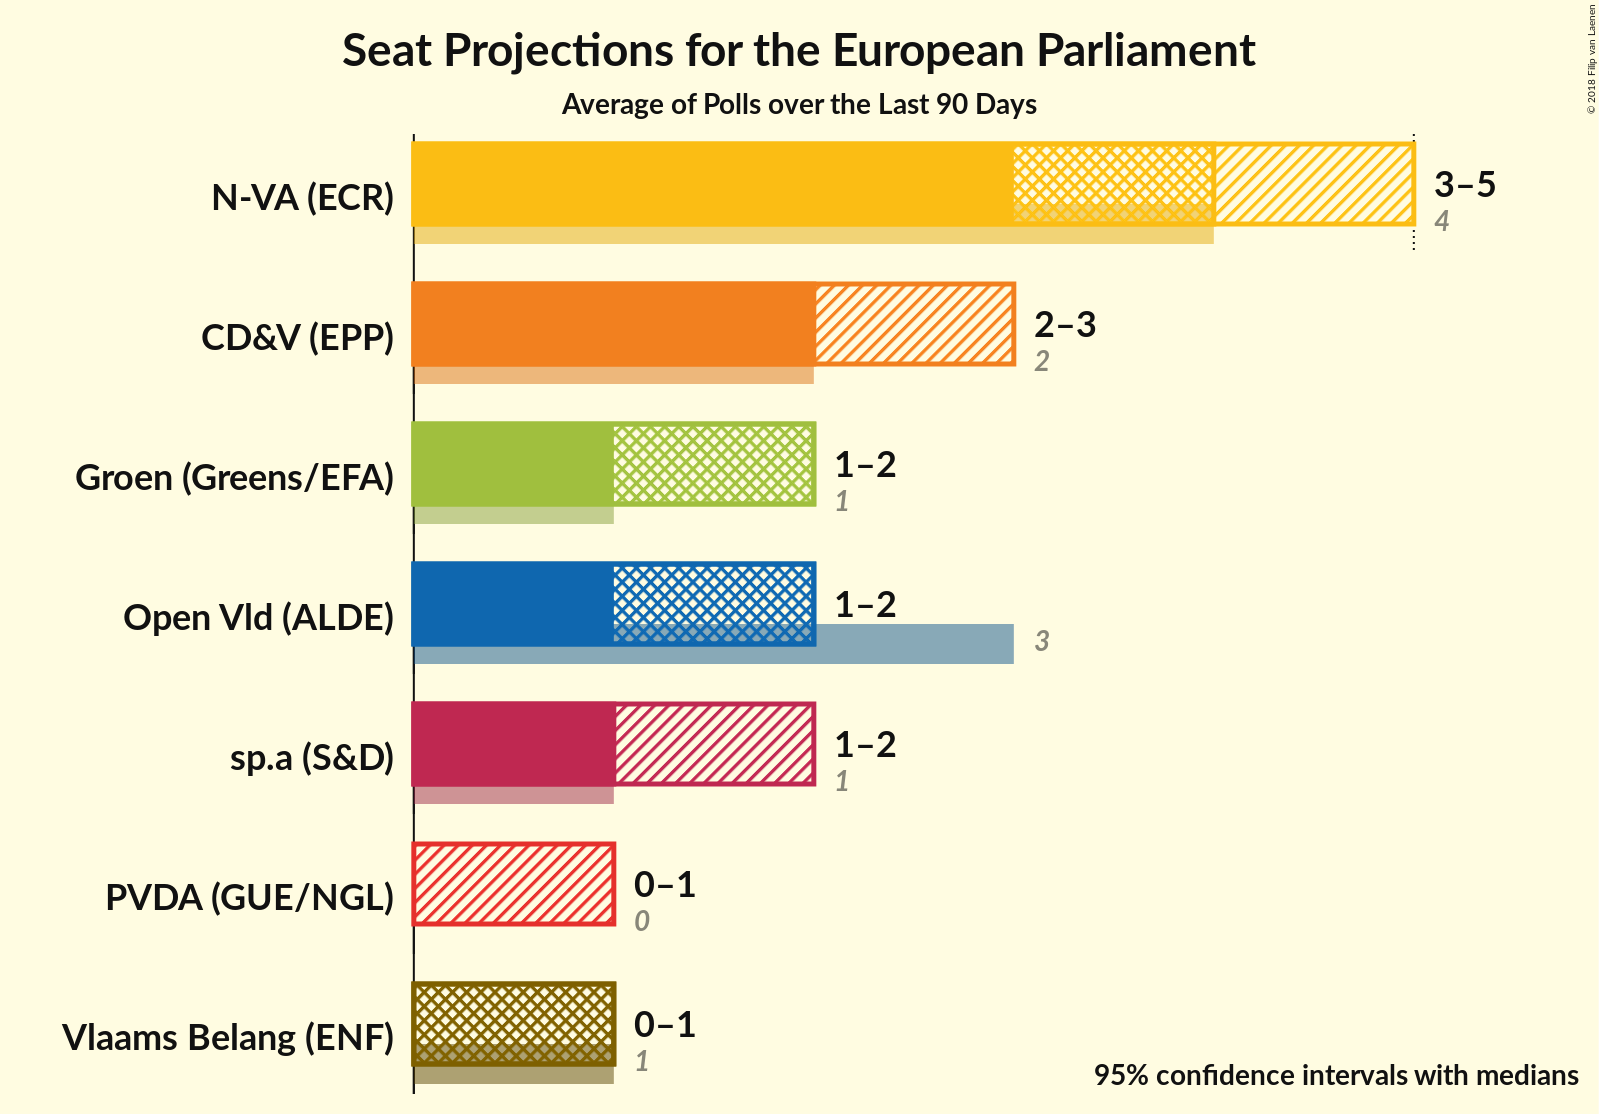 Seat Projections for the European Parliament
Average of Polls over the Last 90 Days
© 2018 Filip van Laenen
N-VA (ECR)
3–5
4
CD&V (EPP)
2–3
2
Groen (Greens/EFA)
1–2
1
Open Vld (ALDE)
1–2
3
sp.a (S&D)
1–2
1
PVDA (GUE/NGL)
0–1
0
Vlaams Belang (ENF)
0–1
1
95% confidence intervals with medians